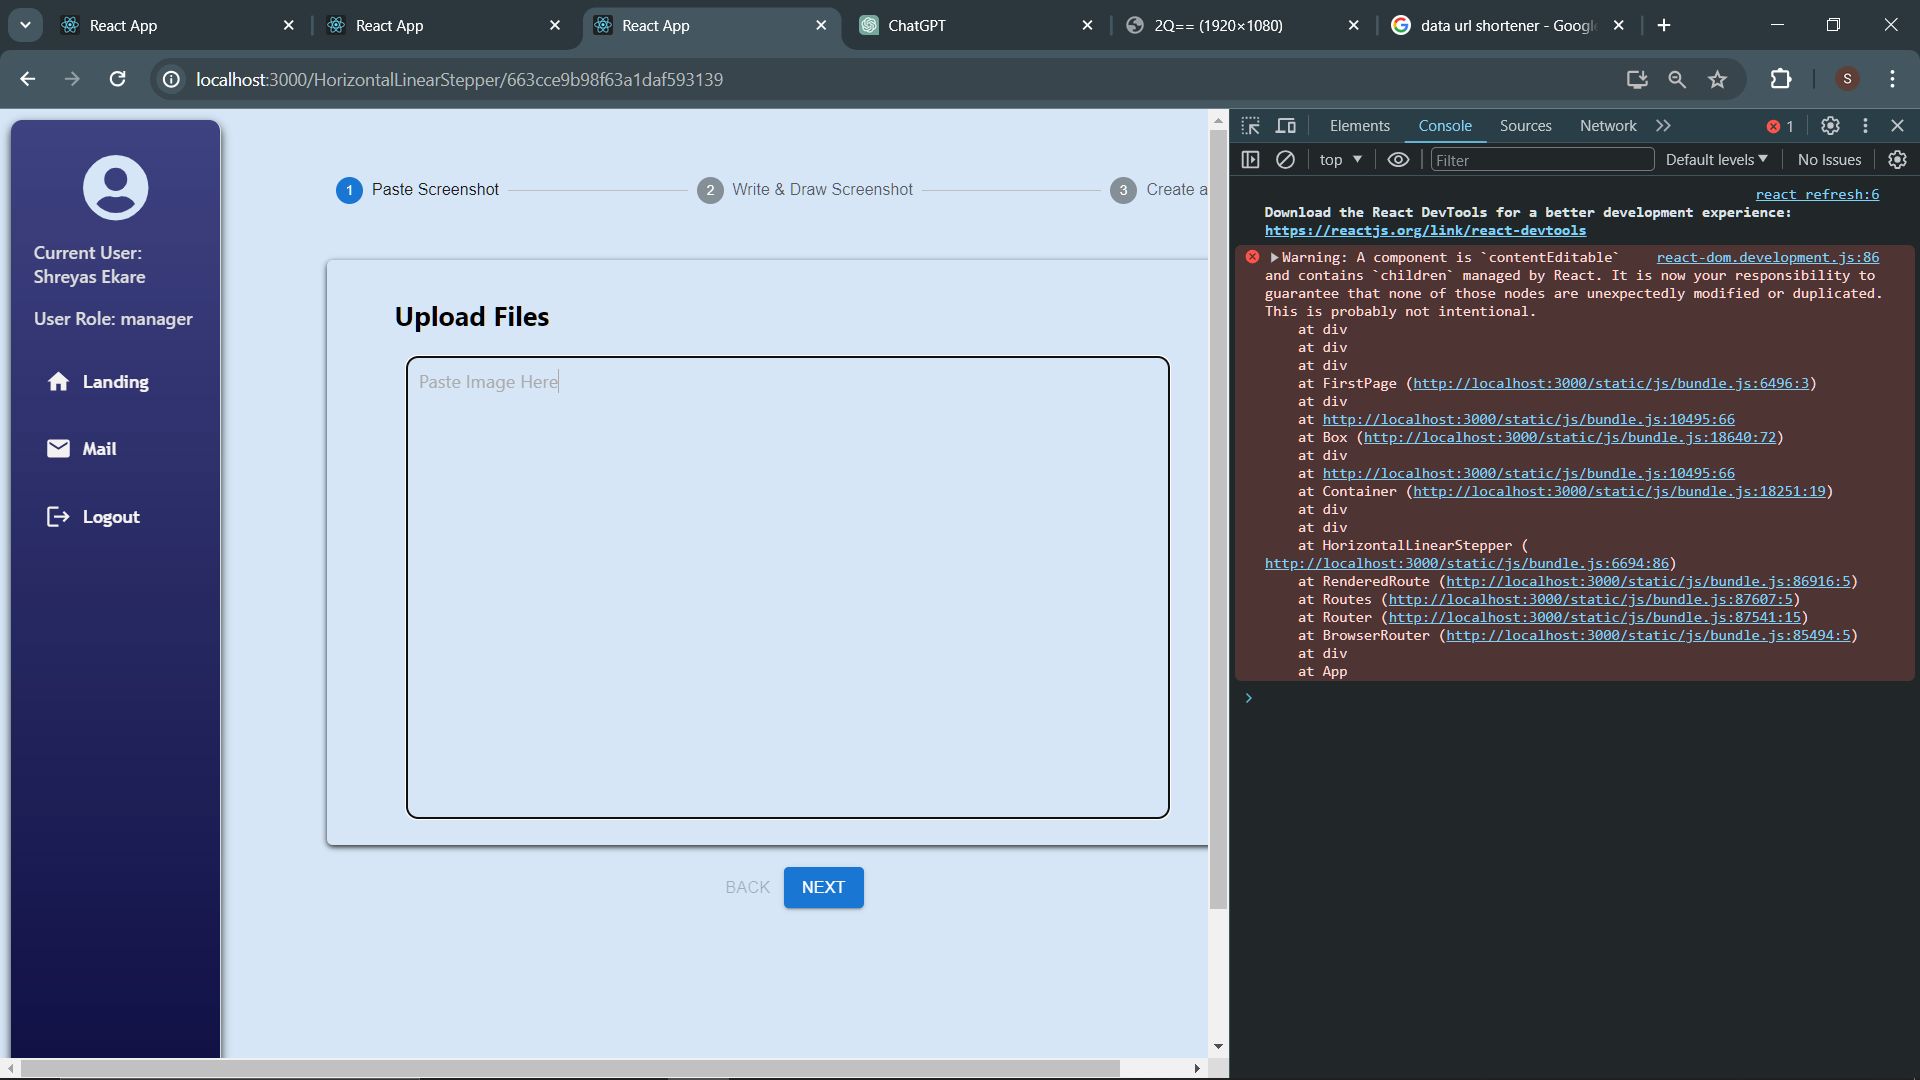 React App
React App
React App
ChatGPT
2Q== (1920×1080)
data url shortener - Googl
localhost:3000/HorizontalLinearStepper/663cce9b98f63a1daf593139
S
Current User:
Shreyas Ekare
User Role: manager
Landing
Mail
Logout
1 Paste Screenshot
2 Write & Draw Screenshot
3 Create a
Upload Files
Paste Image Here
BACK NEXT
Elements Console Sources Network 1
top Filter Default levels No Issues
react refresh:6
Download the React DevTools for a better development experience:
https://reactjs.org/link/react-devtools
Warning: A component is `contentEditable` react-dom.development.js:86
and contains `children` managed by React. It is now your responsibility to
guarantee that none of those nodes are unexpectedly modified or duplicated.
This is probably not intentional.
at div
at div
at div
at FirstPage (http://localhost:3000/static/js/bundle.js:6496:3)
at div
at http://localhost:3000/static/js/bundle.js:10495:66
at Box (http://localhost:3000/static/js/bundle.js:18640:72)
at div
at http://localhost:3000/static/js/bundle.js:10495:66
at Container (http://localhost:3000/static/js/bundle.js:18251:19)
at div
at div
at HorizontalLinearStepper (
http://localhost:3000/static/js/bundle.js:6694:86)
at RenderedRoute (http://localhost:3000/static/js/bundle.js:86916:5)
at Routes (http://localhost:3000/static/js/bundle.js:87607:5)
at Router (http://localhost:3000/static/js/bundle.js:87541:15)
at BrowserRouter (http://localhost:3000/static/js/bundle.js:85494:5)
at div
at App